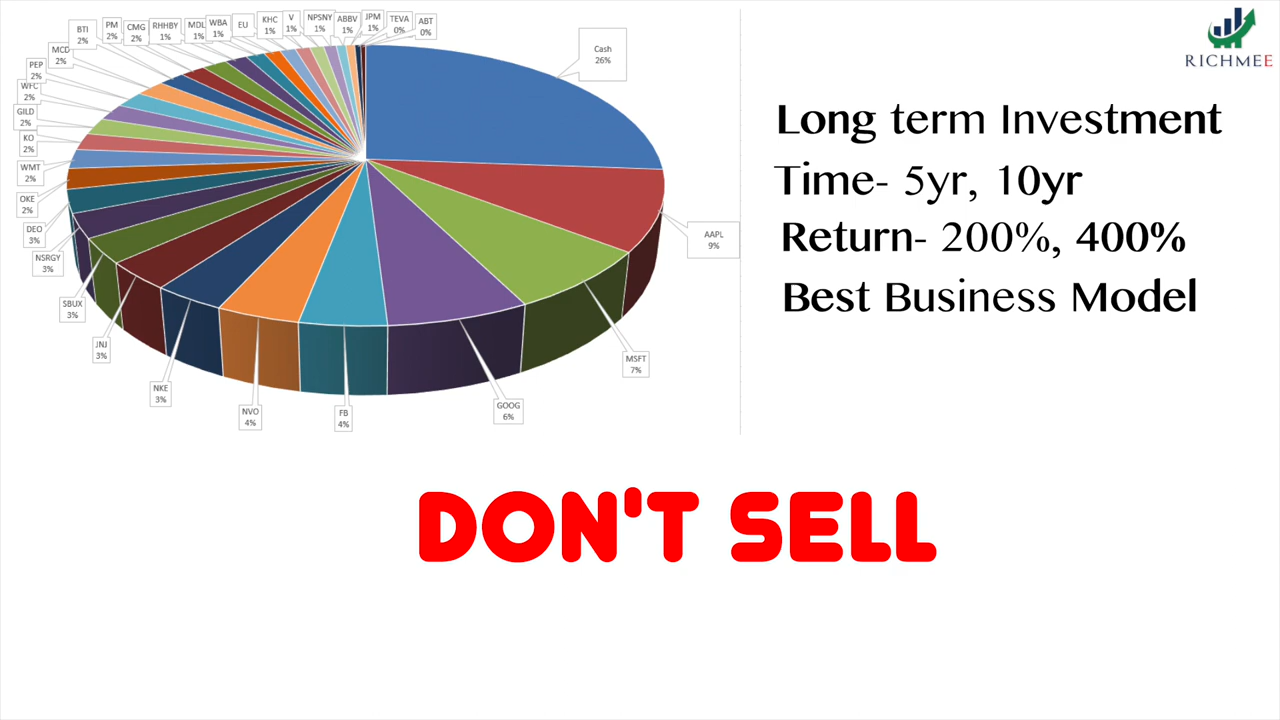 BTI
2%
PM
2%
CMG
2%
RHHBY
1%
MDL
1%
WBA
1%
EU
KHC
1%
V
1%
NPSNY
1%
ABBV
1%
JPM
1%
TEVA
0%
ABT
0%
Cash
26%
AAPL
9%
MSFT
7%
GOOG
6%
FB
4%
NVO
4%
NKE
3%
JNJ
3%
SBUX
3%
NSRGY
3%
DEO
3%
OKE
2%
WMT
2%
KO
2%
GILD
2%
WFC
2%
PEP
2%
MCD
2%
RICHMEE
Long term Investment
Time- 5yr, 10yr
Return- 200%, 400%
Best Business Model
DON'T SELL